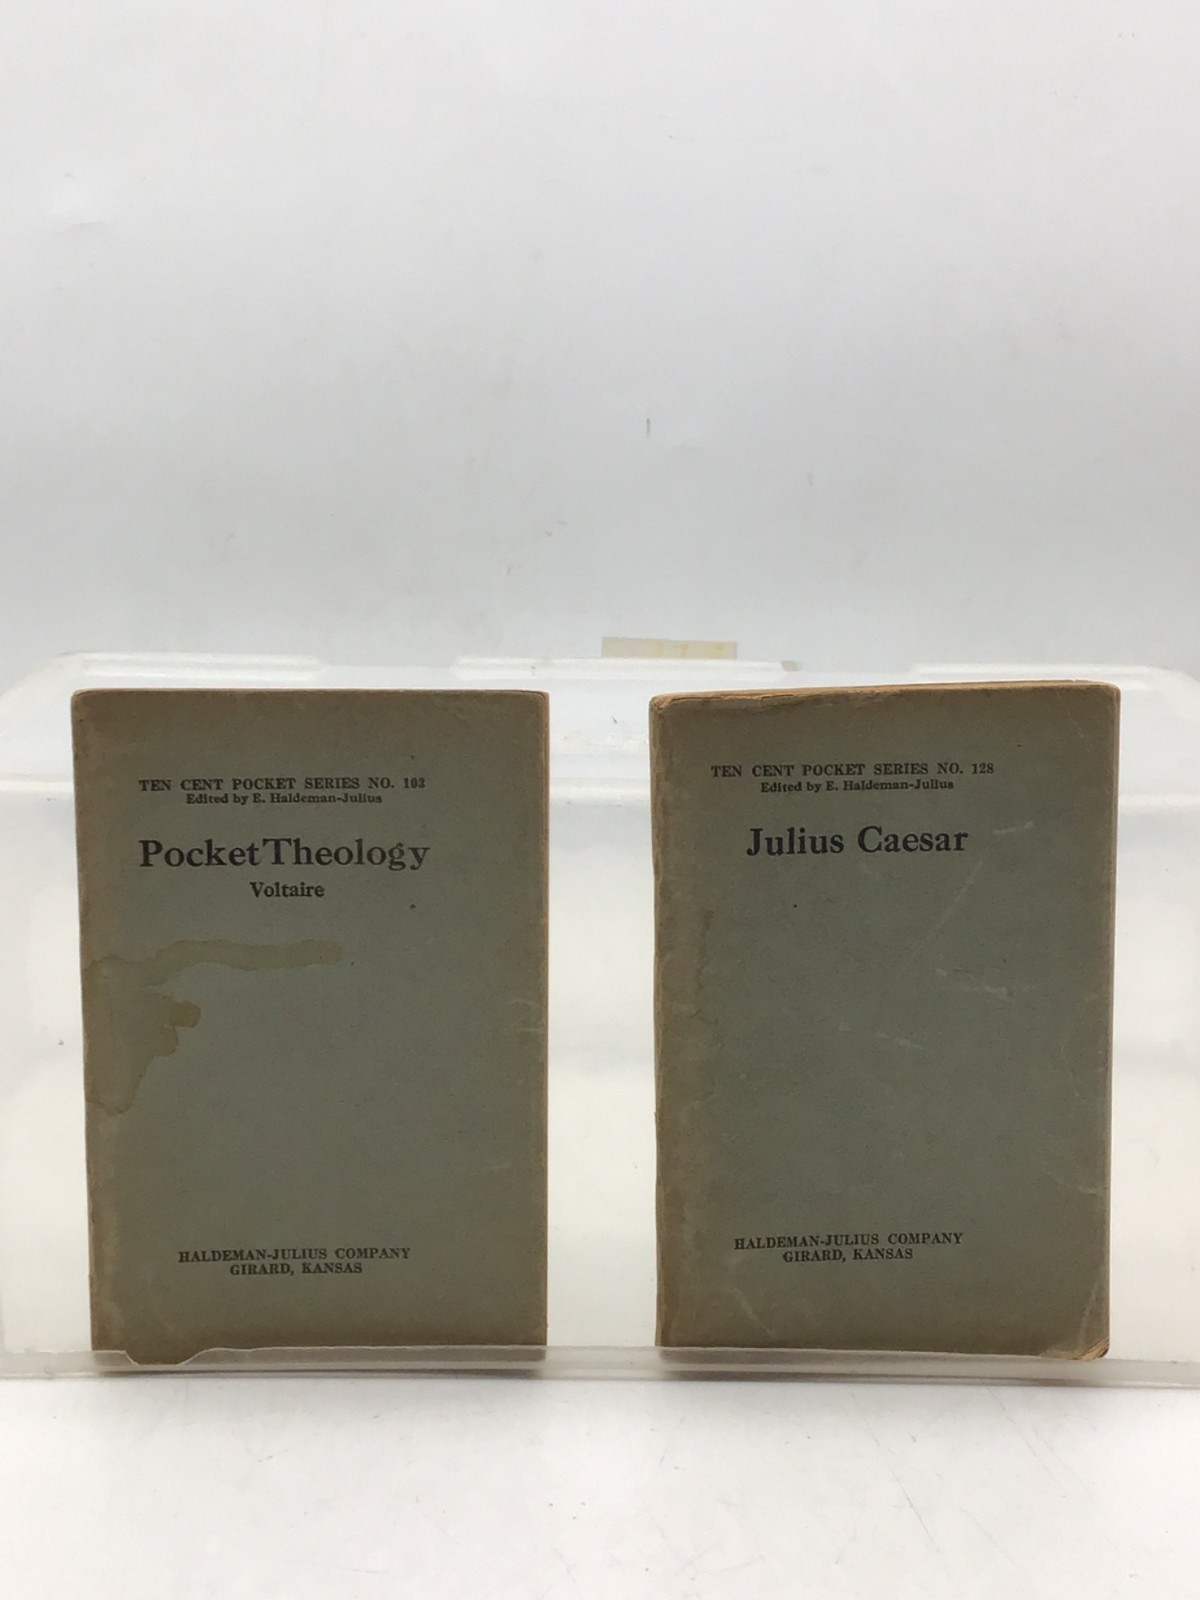 TEN CENT POCKET SERIES NO. 103
Edited by E. Haldeman-Julius
Pocket Theology
Voltaire
HALDEMAN-JULIUS COMPANY
GIRARD, KANSAS
TEN CENT POCKET SERIES NO. 128
Edited by E. Haldeman-Julius
Julius Caesar
HALDEMAN-JULIUS COMPANY
GIRARD, KANSAS